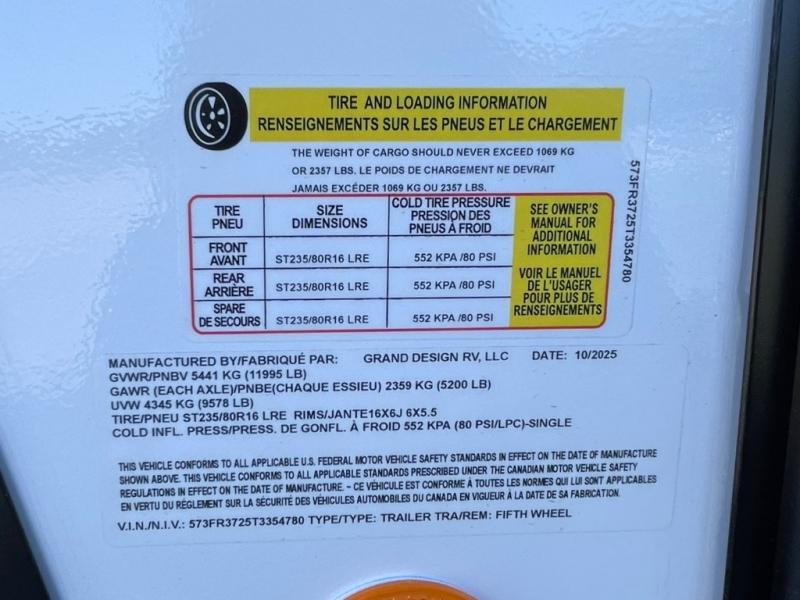 TIRE AND LOADING INFORMATION
RENSEIGNEMENTS SUR LES PNEUS ET LE CHARGEMENT
THE WEIGHT OF CARGO SHOULD NEVER EXCEED 1069 KG
OR 2357 LBS. LE POIDS DE CHARGEMENT NE DEVRAIT
JAMAIS EXCÉDER 1069 KG OU 2357 LBS.
TIRE
PNEU
SIZE
DIMENSIONS
COLD TIRE PRESSURE
PRESSION DES
PNEUS À FROID
FRONT
AVANT
ST235/80R16 LRE
552 KPA /80 PSI
REAR
ARRIÈRE
ST235/80R16 LRE
552 KPA /80 PSI
SPARE
DE SECOURS
ST235/80R16 LRE
552 KPA /80 PSI
SEE OWNER'S
MANUAL FOR
ADDITIONAL
INFORMATION
VOIR LE MANUEL
DE L'USAGER
POUR PLUS DE
RENSEIGNEMENTS
573FR3725T3354780
MANUFACTURED BY/FABRIQUÉ PAR: GRAND DESIGN RV, LLC DATE: 10/2025
GVWR/PNBV 5441 KG (11995 LB)
GAWR (EACH AXLE)/PNBE(CHAQUE ESSIEU) 2359 KG (5200 LB)
UVW 4345 KG (9578 LB)
TIRE/PNEU ST235/80R16 LRE RIMS/JANTE16X6J 6X5.5
COLD INFL. PRESS/PRESS. DE GONFL. À FROID 552 KPA (80 PSI/LPC)-SINGLE
THIS VEHICLE CONFORMS TO ALL APPLICABLE U.S. FEDERAL MOTOR VEHICLE SAFETY STANDARDS IN EFFECT ON THE DATE OF MANUFACTURE
SHOWN ABOVE. THIS VEHICLE CONFORMS TO ALL APPLICABLE STANDARDS PRESCRIBED UNDER THE CANADIAN MOTOR VEHICLE SAFETY
REGULATIONS IN EFFECT ON THE DATE OF MANUFACTURE. - CE VÉHICULE EST CONFORME À TOUTES LES NORMES QUI LUI SONT APPLICABLES
EN VERTU DU RÈGLEMENT SUR LA SÉCURITÉ DES VÉHICULES AUTOMOBILES DU CANADA EN VIGUEUR À LA DATE DE SA FABRICATION.
V.I.N./N.I.V.: 573FR3725T3354780 TYPE/TYPE: TRAILER TRA/REM: FIFTH WHEEL